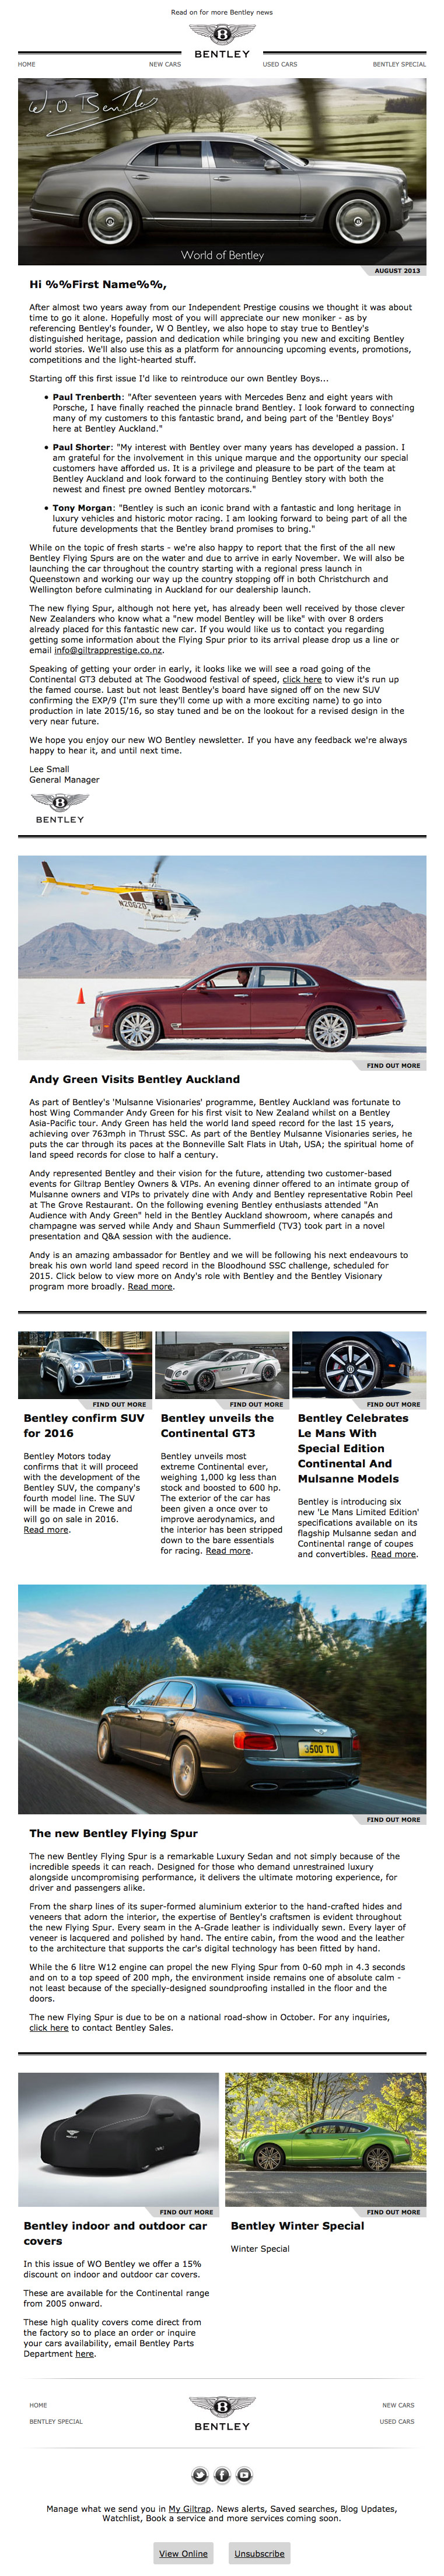 Read on for more Bentley news
B
BENTLEY
HOME
NEW CARS
USED CARS
BENTLEY SPECIAL
W.O. Bentley
World of Bentley
AUGUST 2013
Hi %%First Name%%,
After almost two years away from our Independent Prestige cousins we thought it was about
time to go it alone. Hopefully most of you will appreciate our new moniker - as by
referencing Bentley's founder, W O Bentley, we also hope to stay true to Bentley's
distinguished heritage, passion and dedication while bringing you new and exciting Bentley
world stories. We'll also use this as a platform for announcing upcoming events, promotions,
competitions and the light-hearted stuff.
Starting off this first issue I'd like to reintroduce our own Bentley Boys...
• Paul Trenberth: "After seventeen years with Mercedes Benz and eight years with
Porsche, I have finally reached the pinnacle brand Bentley. I look forward to connecting
many of my customers to this fantastic brand, and being part of the 'Bentley Boys'
here at Bentley Auckland."
• Paul Shorter: "My interest with Bentley over many years has developed a passion. I
am grateful for the involvement in this unique marque and the opportunity our special
customers have afforded us. It is a privilege and pleasure to be part of the team at
Bentley Auckland and look forward to the continuing Bentley story with both the
newest and finest pre owned Bentley motorcars."
• Tony Morgan: "Bentley is such an iconic brand with a fantastic and long heritage in
luxury vehicles and historic motor racing. I am looking forward to being part of all the
future developments that the Bentley brand promises to bring."
While on the topic of fresh starts - we're also happy to report that the first of the all new
Bentley Flying Spurs are on the water and due to arrive in early November. We will also be
launching the car throughout the country starting with a regional press launch in
Queenstown and working our way up the country stopping off in both Christchurch and
Wellington before culminating in Auckland for our dealership launch.
The new flying Spur, although not here yet, has already been well received by those clever
New Zealanders who know what a "new model Bentley will be like" with over 8 orders
already placed for this fantastic new car. If you would like us to contact you regarding
getting some information about the Flying Spur prior to its arrival please drop us a line or
email info@giltrapprestige.co.nz.
Speaking of getting your order in early, it looks like we will see a road going of the
Continental GT3 debuted at The Goodwood festival of speed, click here to view it's run up
the famed course. Last but not least Bentley's board have signed off on the new SUV
confirming the EXP/9 (I'm sure they'll come up with a more exciting name) to go into
production in late 2015/16, so stay tuned and be on the lookout for a revised design in the
very near future.
We hope you enjoy our new WO Bentley newsletter. If you have any feedback we're always
happy to hear it, and until next time.
Lee Small
General Manager
B
BENTLEY
N206208
FIND OUT MORE
Andy Green Visits Bentley Auckland
As part of Bentley's 'Mulsanne Visionaries' programme, Bentley Auckland was fortunate to
host Wing Commander Andy Green for his first visit to New Zealand whilst on a Bentley
Asia-Pacific tour. Andy Green has held the world land speed record for the last 15 years,
achieving over 763mph in Thrust SSC. As part of the Bentley Mulsanne Visionaries series, he
puts the car through its paces at the Bonneville Salt Flats in Utah, USA; the spiritual home of
land speed records for close to half a century.
Andy represented Bentley and their vision for the future, attending two customer-based
events for Giltrap Bentley Owners & VIPs. An evening dinner offered to an intimate group of
Mulsanne owners and VIPs to privately dine with Andy and Bentley representative Robin Peel
at The Grove Restaurant. On the following evening Bentley enthusiasts attended "An
Audience with Andy Green" held in the Bentley Auckland showroom, where canapés and
champagne was served while Andy and Shaun Summerfield (TV3) took part in a novel
presentation and Q&A session with the audience.
Andy is an amazing ambassador for Bentley and we will be following his next endeavours to
break his own world land speed record in the Bloodhound SSC challenge, scheduled for
2015. Click below to view more on Andy's role with Bentley and the Bentley Visionary
program more broadly. Read more.
7
FIND OUT MORE
FIND OUT MORE
FIND OUT MORE
Bentley confirm SUV
for 2016
Bentley Motors today
confirms that it will proceed
with the development of the
Bentley SUV, the company's
fourth model line. The SUV
will be made in Crewe and
will go on sale in 2016.
Read more.
Bentley unveils the
Continental GT3
Bentley unveils most
extreme Continental ever,
weighing 1,000 kg less than
stock and boosted to 600 hp.
The exterior of the car has
been given a once over to
improve aerodynamics, and
the interior has been stripped
down to the bare essentials
for racing. Read more.
Bentley Celebrates
Le Mans With
Special Edition
Continental And
Mulsanne Models
Bentley is introducing six
new 'Le Mans Limited Edition'
specifications available on its
flagship Mulsanne sedan and
Continental range of coupes
and convertibles. Read more.
3500 TU
FIND OUT MORE
The new Bentley Flying Spur
The new Bentley Flying Spur is a remarkable Luxury Sedan and not simply because of the
incredible speeds it can reach. Designed for those who demand unrestrained luxury
alongside uncompromising performance, it delivers the ultimate motoring experience, for
driver and passengers alike.
From the sharp lines of its super-formed aluminium exterior to the hand-crafted hides and
veneers that adorn the interior, the expertise of Bentley's craftsmen is evident throughout
the new Flying Spur. Every seam in the A-Grade leather is individually sewn. Every layer of
veneer is lacquered and polished by hand. The entire cabin, from the wood and the leather
to the architecture that supports the car's digital technology has been fitted by hand.
While the 6 litre W12 engine can propel the new Flying Spur from 0-60 mph in 4.3 seconds
and on to a top speed of 200 mph, the environment inside remains one of absolute calm -
not least because of the specially-designed soundproofing installed in the floor and the
doors.
The new Flying Spur is due to be on a national road-show in October. For any inquiries,
click here to contact Bentley Sales.
FIND OUT MORE
FIND OUT MORE
Bentley indoor and outdoor car
covers
In this issue of WO Bentley we offer a 15%
discount on indoor and outdoor car covers.
These are available for the Continental range
from 2005 onward.
These high quality covers come direct from
the factory so to place an order or inquire
your cars availability, email Bentley Parts
Department here.
Bentley Winter Special
Winter Special
HOME
BENTLEY SPECIAL
B
BENTLEY
NEW CARS
USED CARS
Manage what we send you in My Giltrap. News alerts, Saved searches, Blog Updates,
Watchlist, Book a service and more services coming soon.
View Online
Unsubscribe